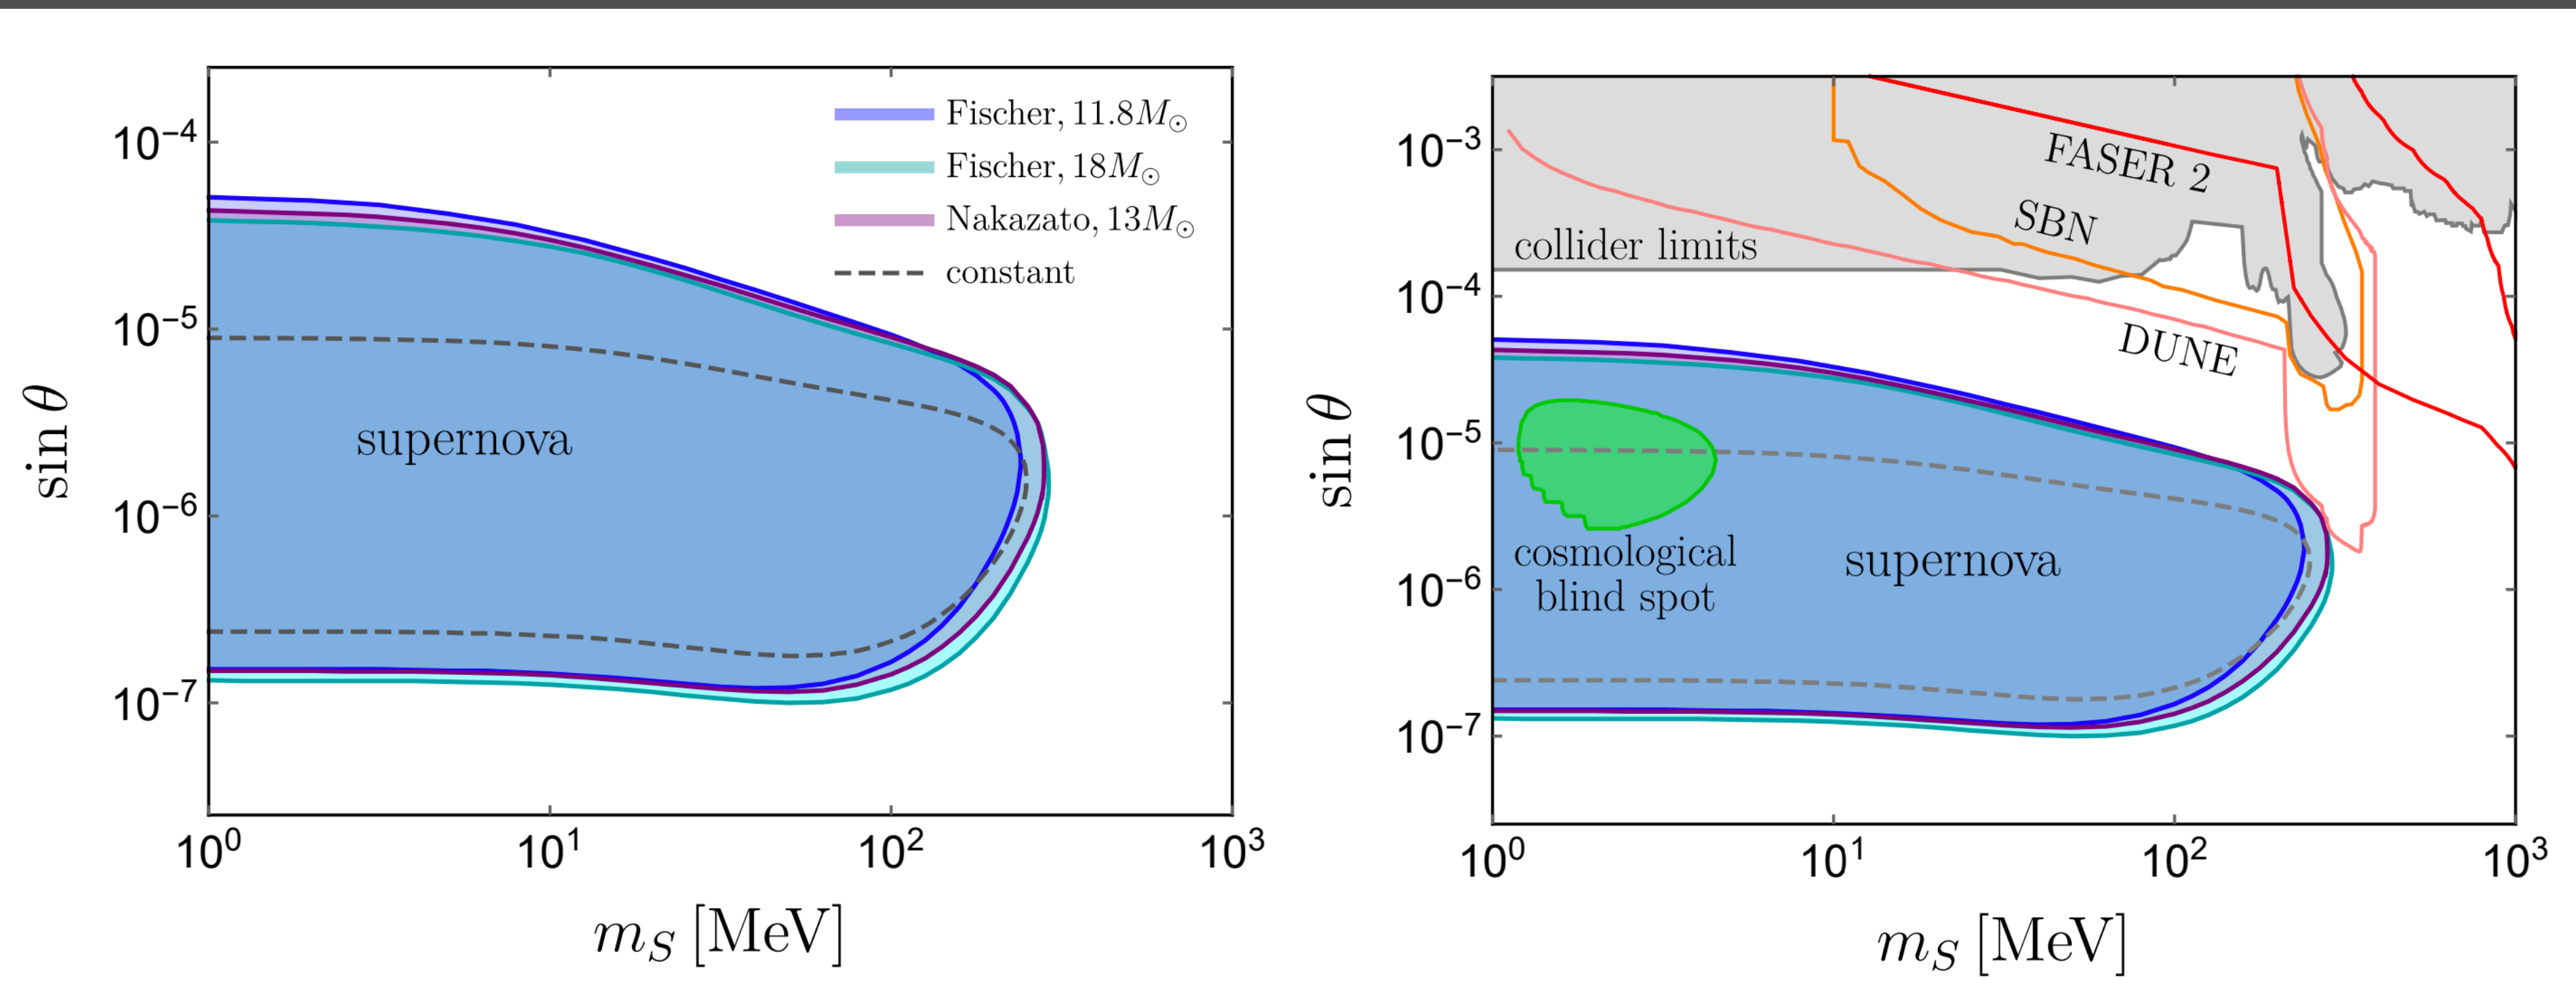 Fischer, 11.8M☉
Fischer, 18M☉
Nakazato, 13M☉
constant
supernova
10⁻⁴
10⁻⁵
10⁻⁶
10⁻⁷
sin θ
10⁰ 10¹ 10² 10³
m_S [MeV]
FASER 2
SBN
collider limits
DUNE
cosmological
blind spot
supernova
10⁻³
10⁻⁴
10⁻⁵
10⁻⁶
10⁻⁷
sin θ
10⁰ 10¹ 10² 10³
m_S [MeV]